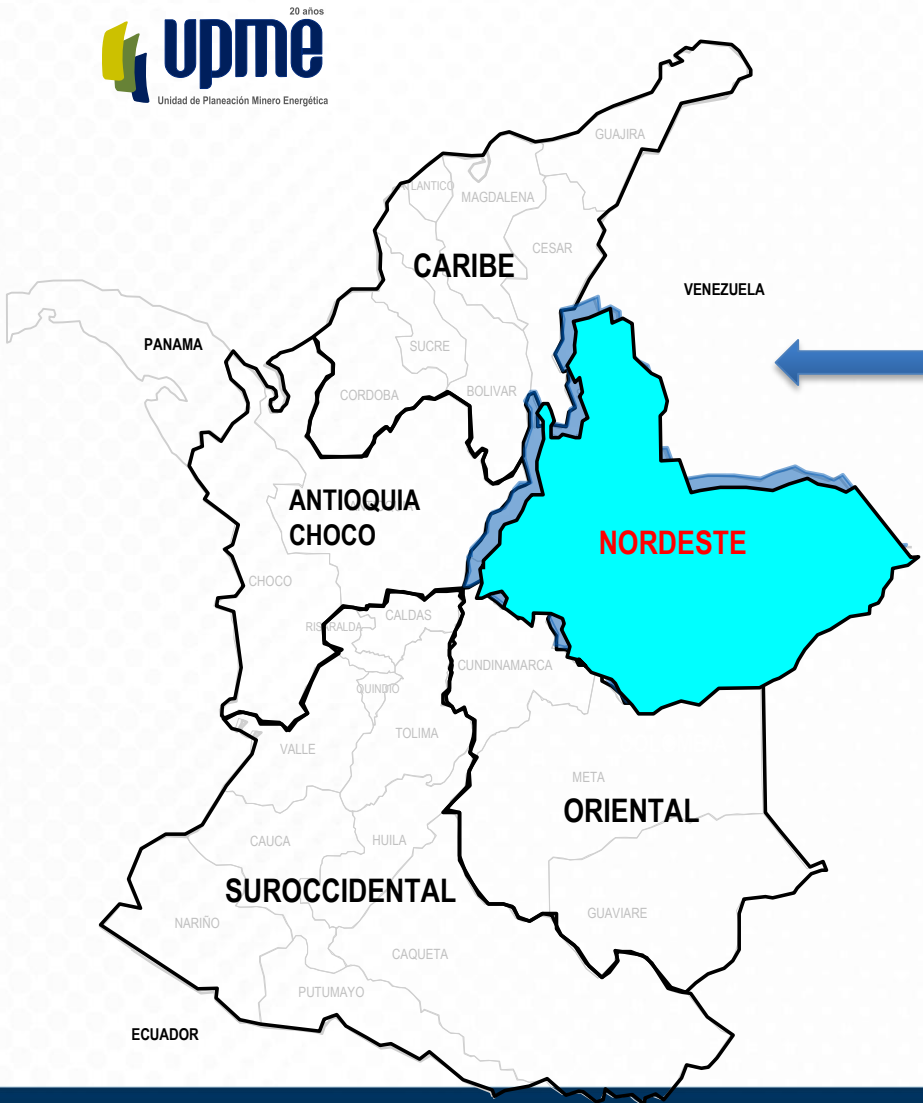 20 años
upme
Unidad de Planeación Minero Energética
GUAJIRA
MAGDALENA
CESAR
CARIBE
VENEZUELA
PANAMA
SUCRE
CORDOBA
BOLIVAR
ANTIOQUIA
CHOCO
NORDESTE
CHOCO
CALDAS
RISARALDA
CUNDINAMARCA
QUINDIO
TOLIMA
VALLE
META
ORIENTAL
CAUCA
HUILA
SUROCCIDENTAL
GUAVIARE
NARIÑO
CAQUETA
PUTUMAYO
ECUADOR